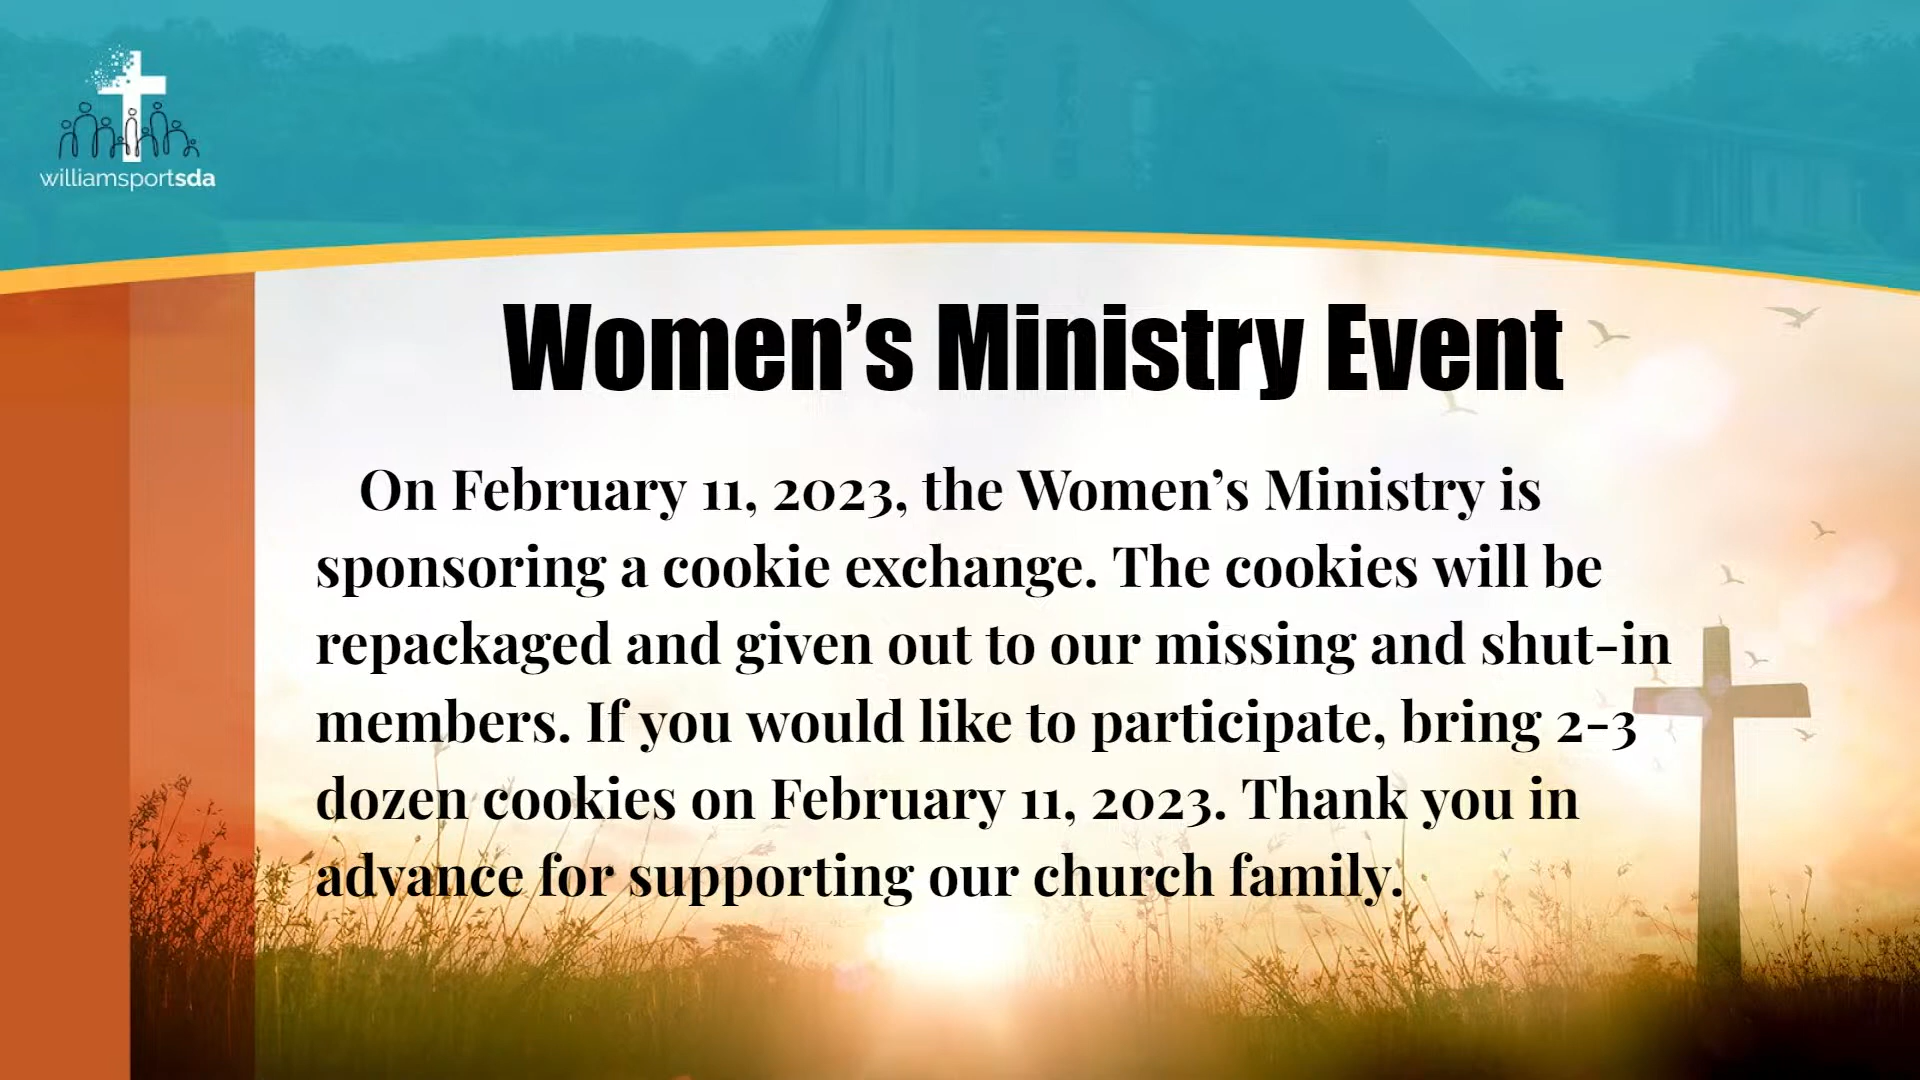 williamsportsda
Women’s Ministry Event
On February 11, 2023, the Women’s Ministry is
sponsoring a cookie exchange. The cookies will be
repackaged and given out to our missing and shut-in
members. If you would like to participate, bring 2-3
dozen cookies on February 11, 2023. Thank you in
advance for supporting our church family.